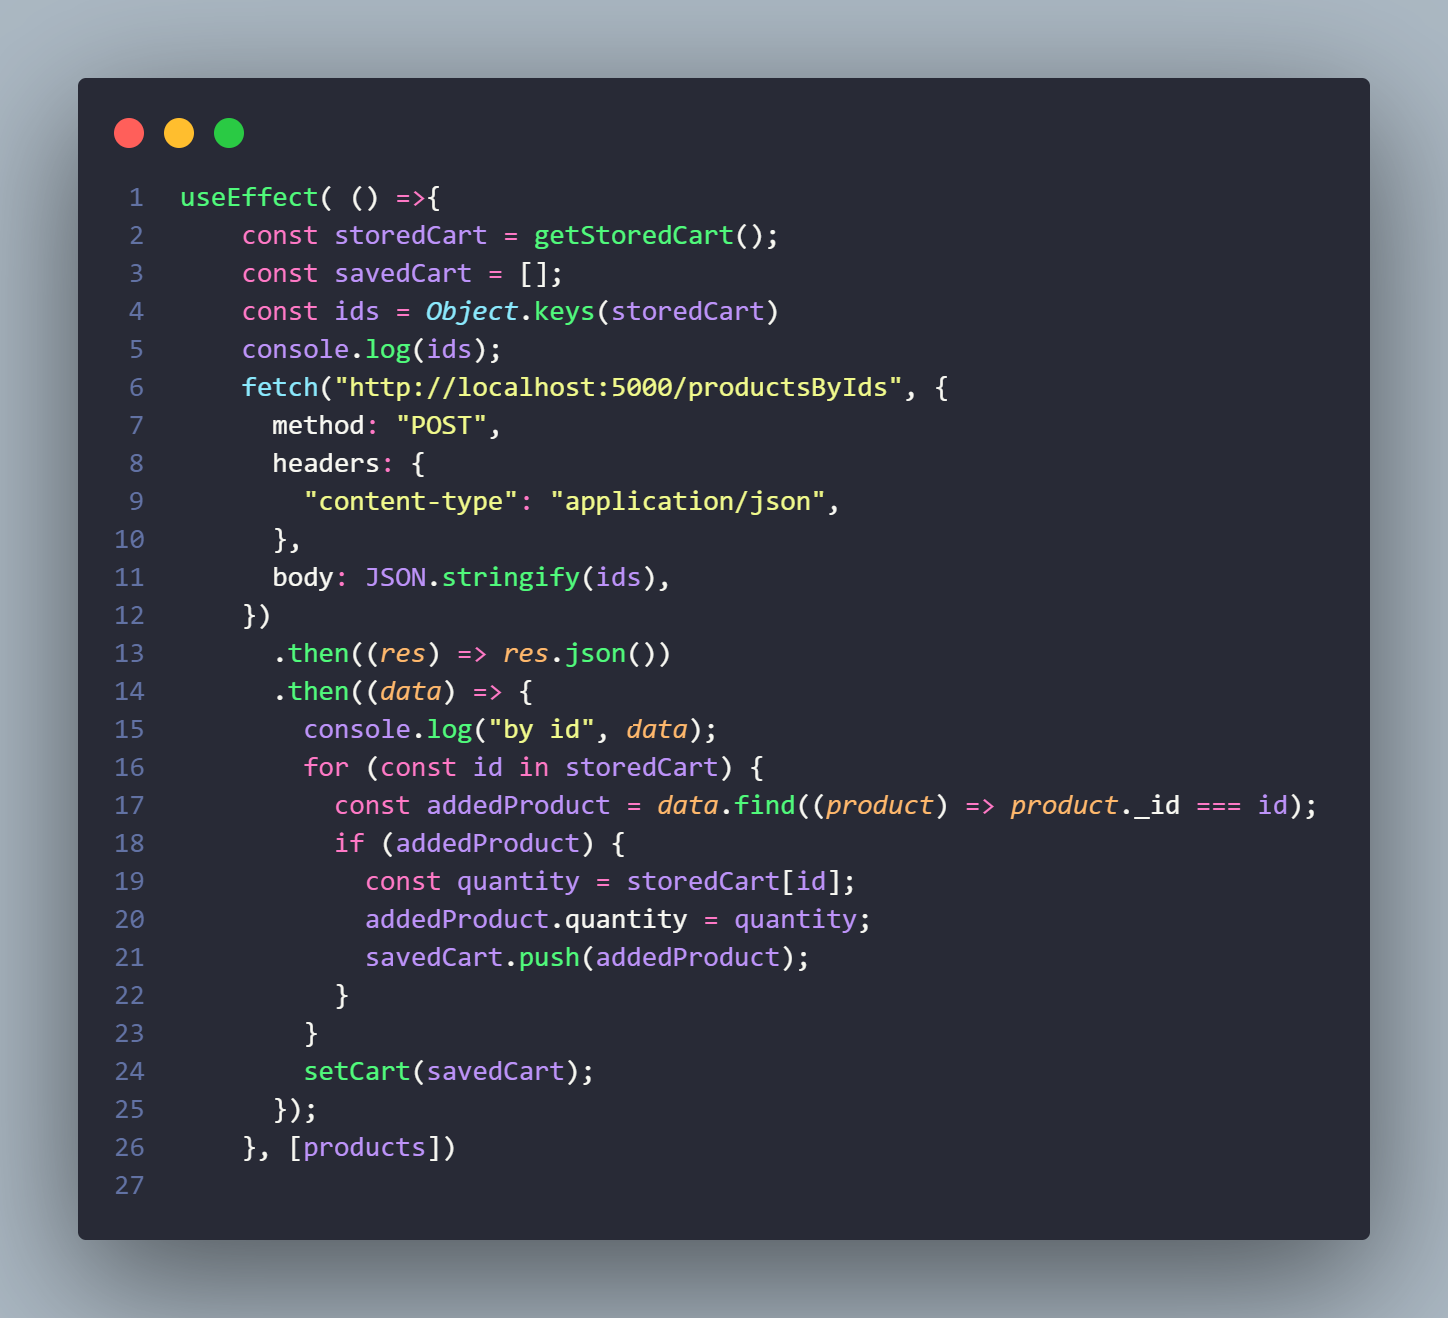 1 useEffect( () =>{
2     const storedCart = getStoredCart();
3     const savedCart = [];
4     const ids = Object.keys(storedCart)
5     console.log(ids);
6     fetch("http://localhost:5000/productsByIds", {
7       method: "POST",
8       headers: {
9         "content-type": "application/json",
10       },
11       body: JSON.stringify(ids),
12     })
13       .then((res) => res.json())
14       .then((data) => {
15         console.log("by id", data);
16         for (const id in storedCart) {
17           const addedProduct = data.find((product) => product._id === id);
18           if (addedProduct) {
19             const quantity = storedCart[id];
20             addedProduct.quantity = quantity;
21             savedCart.push(addedProduct);
22           }
23         }
24         setCart(savedCart);
25       });
26     }, [products])
27